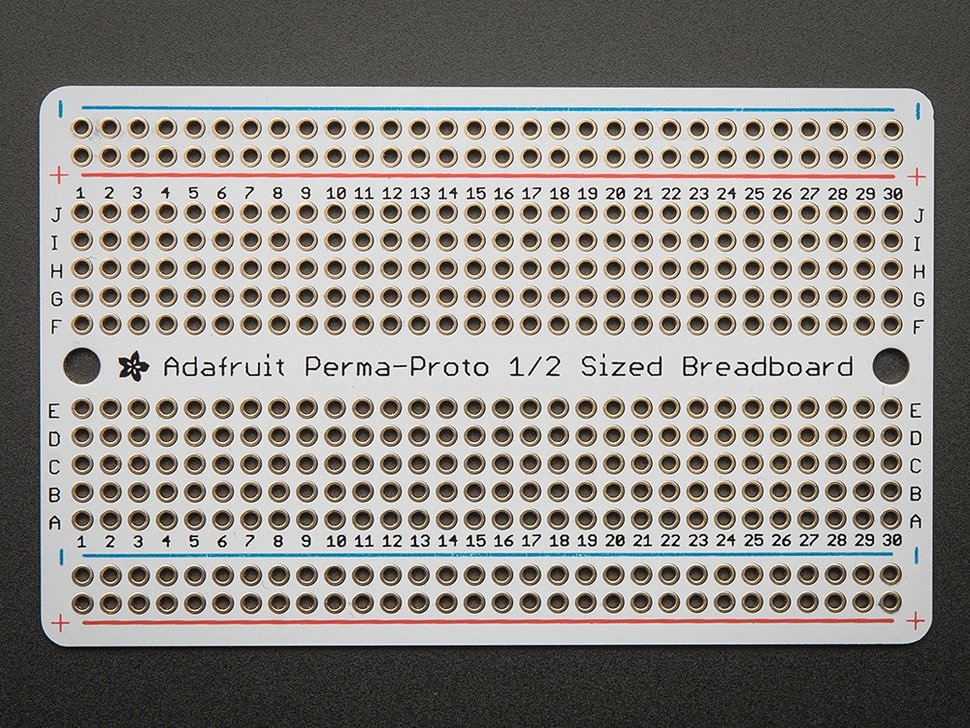 - -
+ +
1 2 3 4 5 6 7 8 9 10 11 12 13 14 15 16 17 18 19 20 21 22 23 24 25 26 27 28 29 30
J J
I I
H H
G G
F F
Adafruit Perma-Proto 1/2 Sized Breadboard
E E
D D
C C
B B
A A
1 2 3 4 5 6 7 8 9 10 11 12 13 14 15 16 17 18 19 20 21 22 23 24 25 26 27 28 29 30
- -
+ +